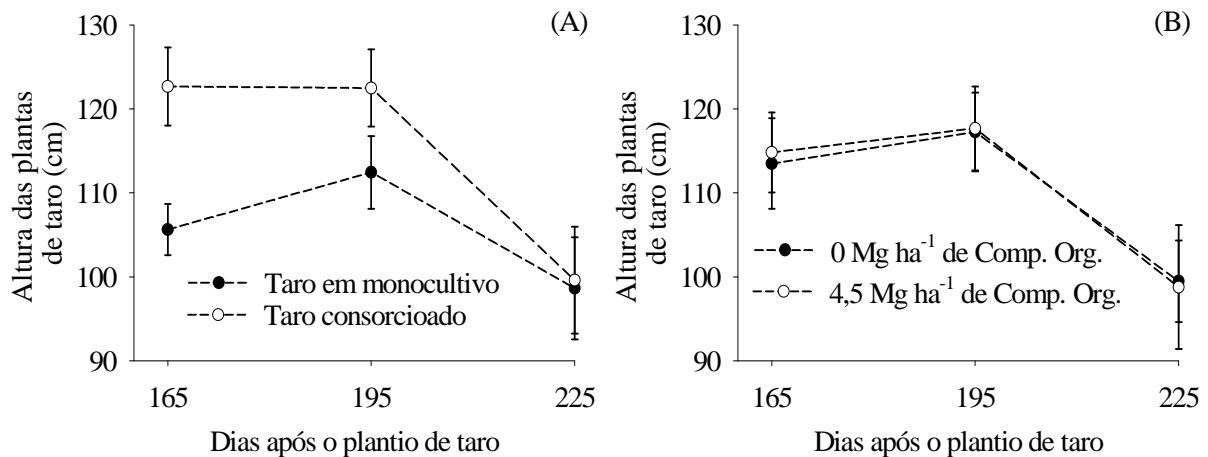 (A)
Altura das plantas
de taro (cm)
130
120
110
100
90
Taro em monocultivo
Taro consorcioado
165
195
225
Dias após o plantio de taro
(B)
Altura das plantas
de taro (cm)
130
120
110
100
90
0 Mg ha⁻¹ de Comp. Org.
4,5 Mg ha⁻¹ de Comp. Org.
165
195
225
Dias após o plantio de taro